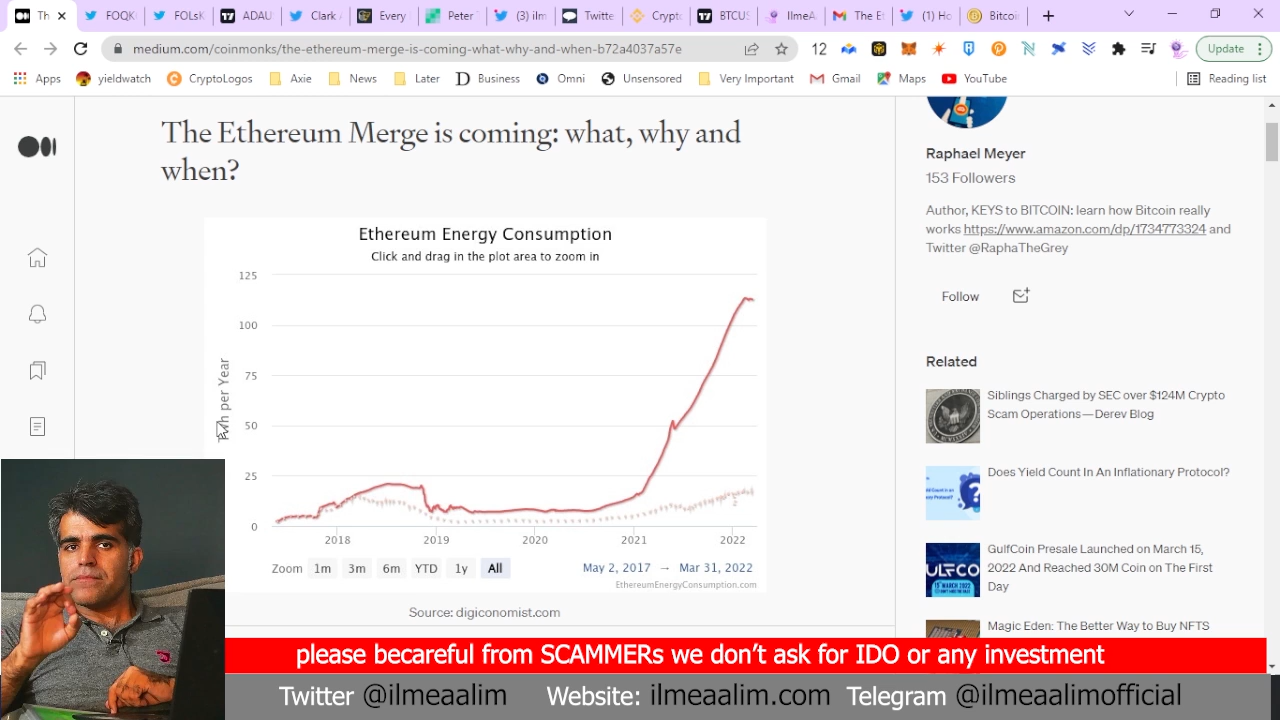 Th
FOQK
FOLsK
ADAU
Clark
Every
Peter
(3) ilm
Twitte
Crypto
BTCUS
IlmeA
The Et
(1) Ho
Bitcoi
medium.com/coinmonks/the-ethereum-merge-is-coming-what-why-and-when-b72a4037a57e
12
Update
Apps
yieldwatch
CryptoLogos
Axie
News
Later
Business
Omni
Unsensored
Very Important
Gmail
Maps
YouTube
Reading list
The Ethereum Merge is coming: what, why and
when?
Ethereum Energy Consumption
Click and drag in the plot area to zoom in
125
100
75
50
25
0
TWh per Year
2018 2019 2020 2021 2022
Zoom 1m 3m 6m YTD 1y All
May 2, 2017 → Mar 31, 2022
EthereumEnergyConsumption.com
Source: digiconomist.com
Raphael Meyer
153 Followers
Author, KEYS to BITCOIN: learn how Bitcoin really
works https://www.amazon.com/dp/1734773324 and
Twitter @RaphaTheGrey
Follow
Related
Siblings Charged by SEC over $124M Crypto
Scam Operations — Derev Blog
Does Yield Count In An Inflationary Protocol?
GulfCoin Presale Launched on March 15,
2022 And Reached 30M Coin on The First
Day
Magic Eden: The Better Way to Buy NFTS
please becareful from SCAMMERs we don't ask for IDO or any investment
Twitter @ilmeaalim Website: ilmeaalim.com Telegram @ilmeaalimofficial